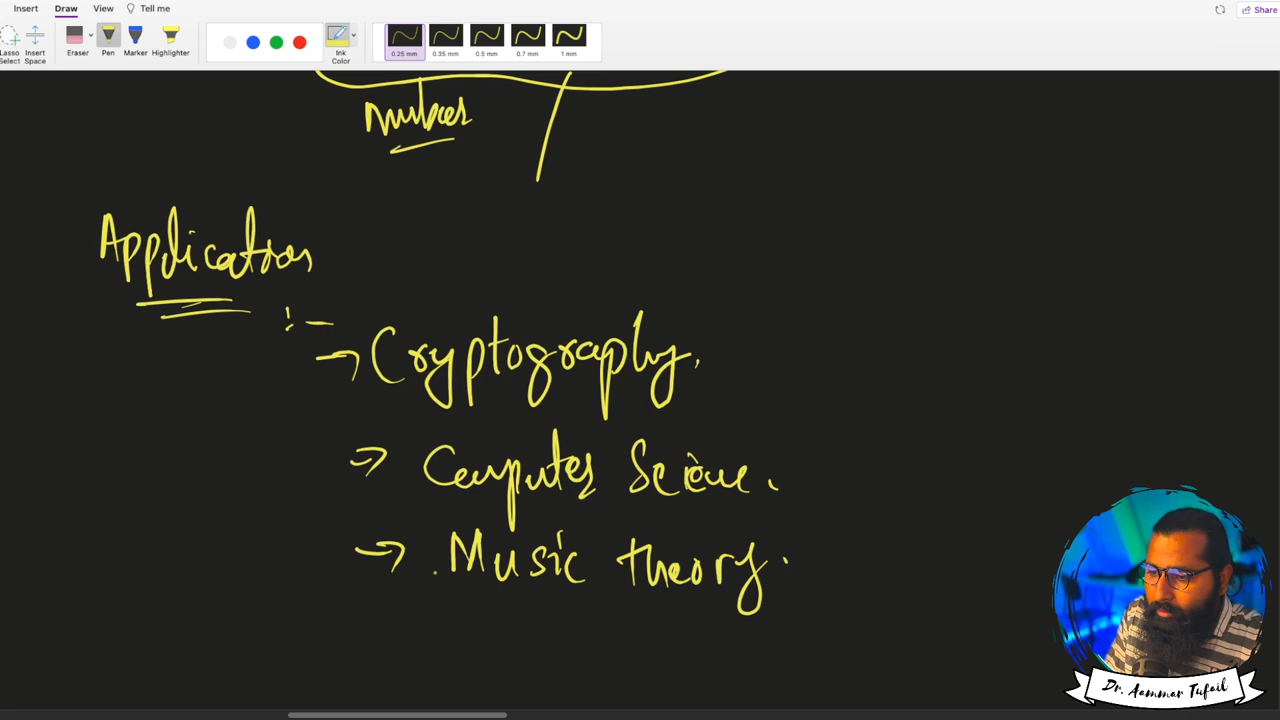 Insert Draw View Tell me
Share
Lasso Select
Insert Space
Eraser
Pen
Marker
Highlighter
Ink Color
0.25 mm 0.35 mm 0.5 mm 0.7 mm 1 mm
Number
Applications
:-
→ Cryptography.
→ Computer Science.
→ Music theory.
Dr. Aammar Tufail